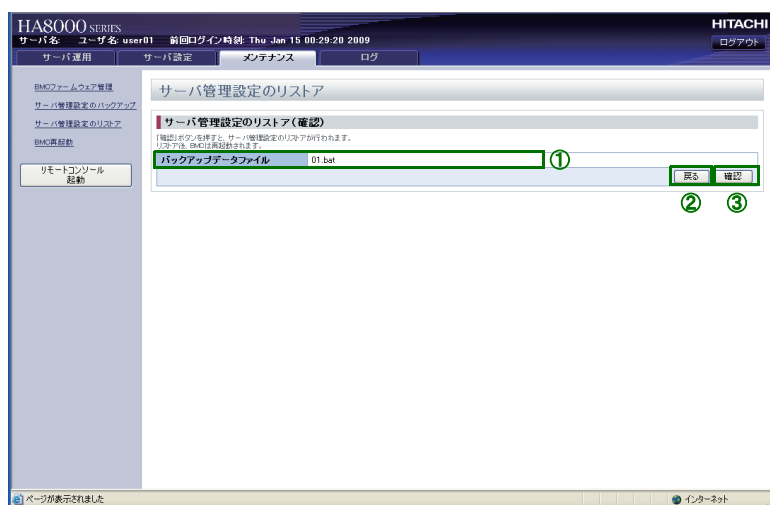 HA8000 SERIES
HITACHI
サーバ名: ユーザ名: user01 前回ログイン時刻: Thu Jan 15 00:29:20 2009
ログアウト
サーバ運用 サーバ設定 メンテナンス ログ
BMCファームウェア管理
サーバ管理設定のバックアップ
サーバ管理設定のリストア
BMC再起動
リモートコンソール
起動
サーバ管理設定のリストア
サーバ管理設定のリストア(確認)
「確認」ボタンを押すと、サーバ管理設定のリストアが行われます。
リストア後、BMCは再起動されます。
バックアップデータファイル 01.bat ①
戻る 確認
② ③
ページが表示されました インターネット